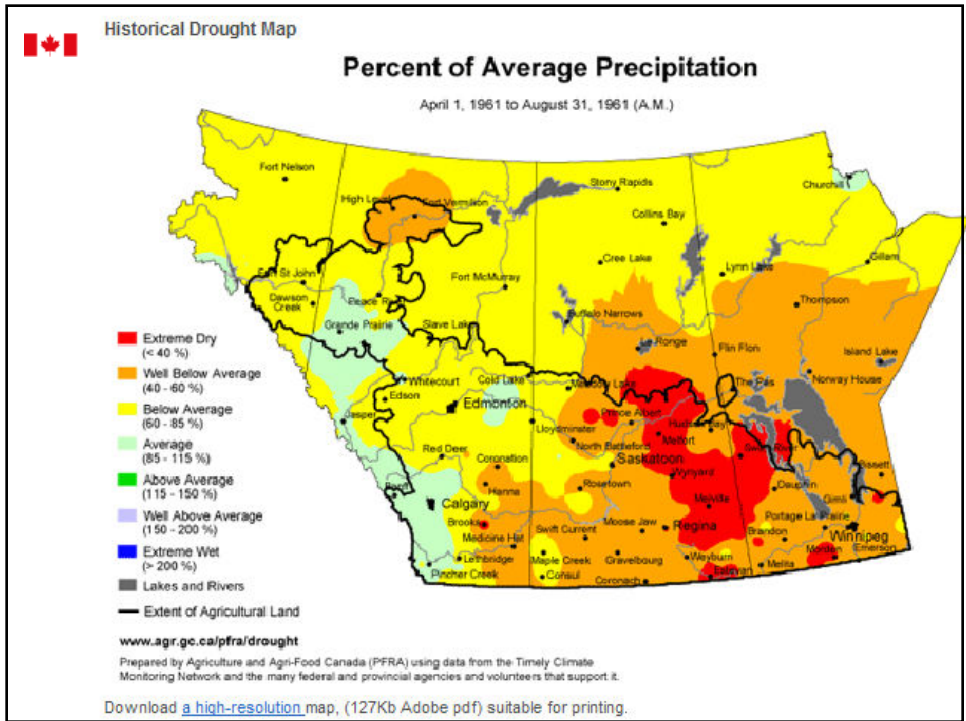 Historical Drought Map
Percent of Average Precipitation
April 1, 1961 to August 31, 1961 (A.M.)
Fort Nelson
Stony Rapids
Churchill
High Level
Fort Vermilion
Collins Bay
Cree Lake
Gillam
Lynn Lake
Fort St John
Fort McMurray
Dawson
Creek
Peace
Thompson
Buffalo Narrows
Grande Prairie
Slave Lake
La Ronge
Flin Flon
Island Lake
Norway House
Whitecourt
Cold Lake
Meadow Lake
The Pas
Edson
Edmonton
Jasper
Prince Albert
Hudson Bay
Lloydminster
Melfort
North Battleford
Swan River
Red Deer
Coronation
Saskatoon
Wynyard
Hanna
Rosetown
Dauphin
Gimli
Banff
Calgary
Melville
Brooks
Swift Current
Moose Jaw
Regina
Portage La Prairie
Brandon
Winnipeg
Medicine Hat
Lethbridge
Maple Creek
Gravelbourg
Weyburn
Morden
Emerson
Pincher Creek
Consul
Coronach
Estevan
Melita
Extreme Dry
(< 40 %)
Well Below Average
(40 - 60 %)
Below Average
(60 - 85 %)
Average
(85 - 115 %)
Above Average
(115 - 150 %)
Well Above Average
(150 - 200 %)
Extreme Wet
(> 200 %)
Lakes and Rivers
Extent of Agricultural Land
www.agr.gc.ca/pfra/drought
Prepared by Agriculture and Agri-Food Canada (PFRA) using data from the Timely Climate
Monitoring Network and the many federal and provincial agencies and volunteers that support it.
Download a high-resolution map, (127Kb Adobe pdf) suitable for printing.